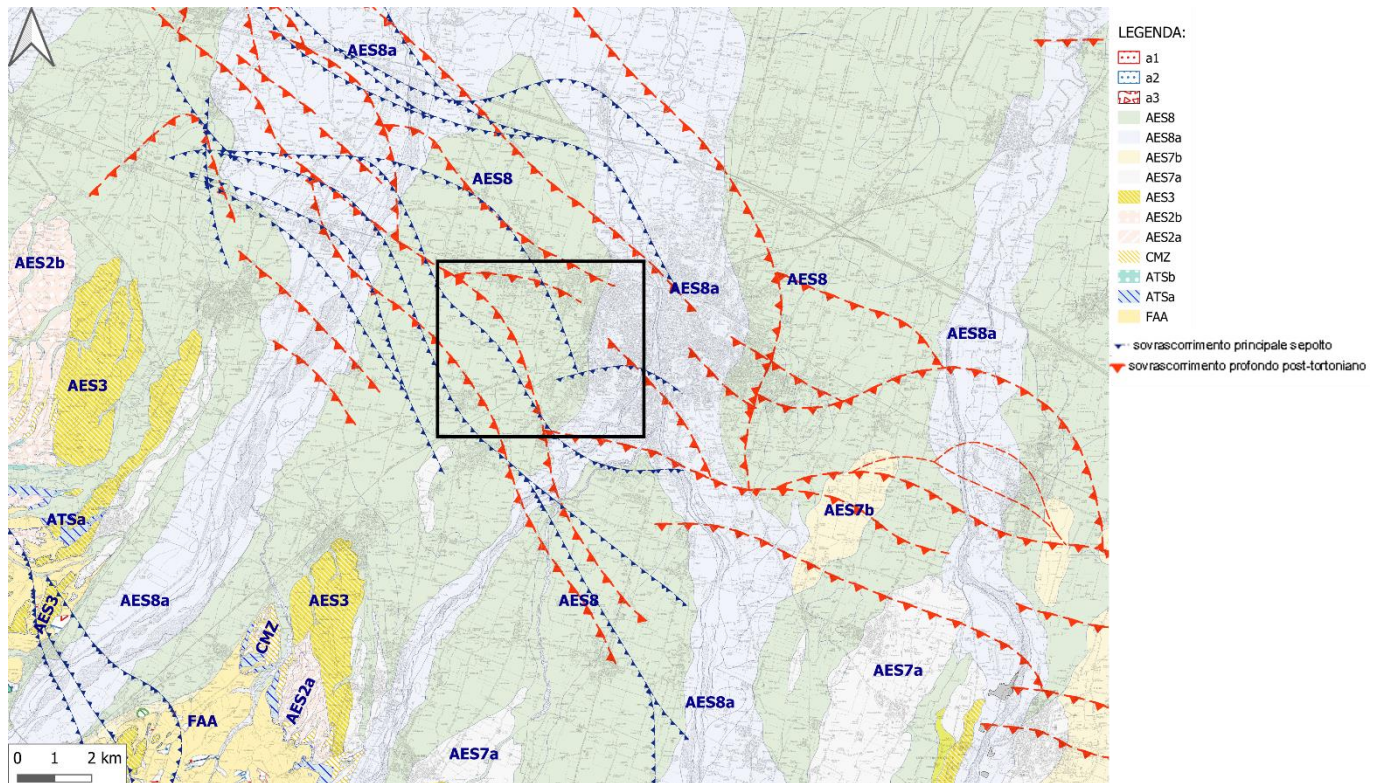 AES8a
AES8
AES2b
AES8a
AES8
AES8a
AES3
ATSa
AES7b
AES8a
AES3
AES8
AES3
CMZ
AES7a
AES2a
AES8a
FAA
AES7a
0 1 2 km
LEGENDA:
a1
a2
a3
AES8
AES8a
AES7b
AES7a
AES3
AES2b
AES2a
CMZ
ATSb
ATSa
FAA
sovrascorrimento principale sepolto
sovrascorrimento profondo post-tortoniano